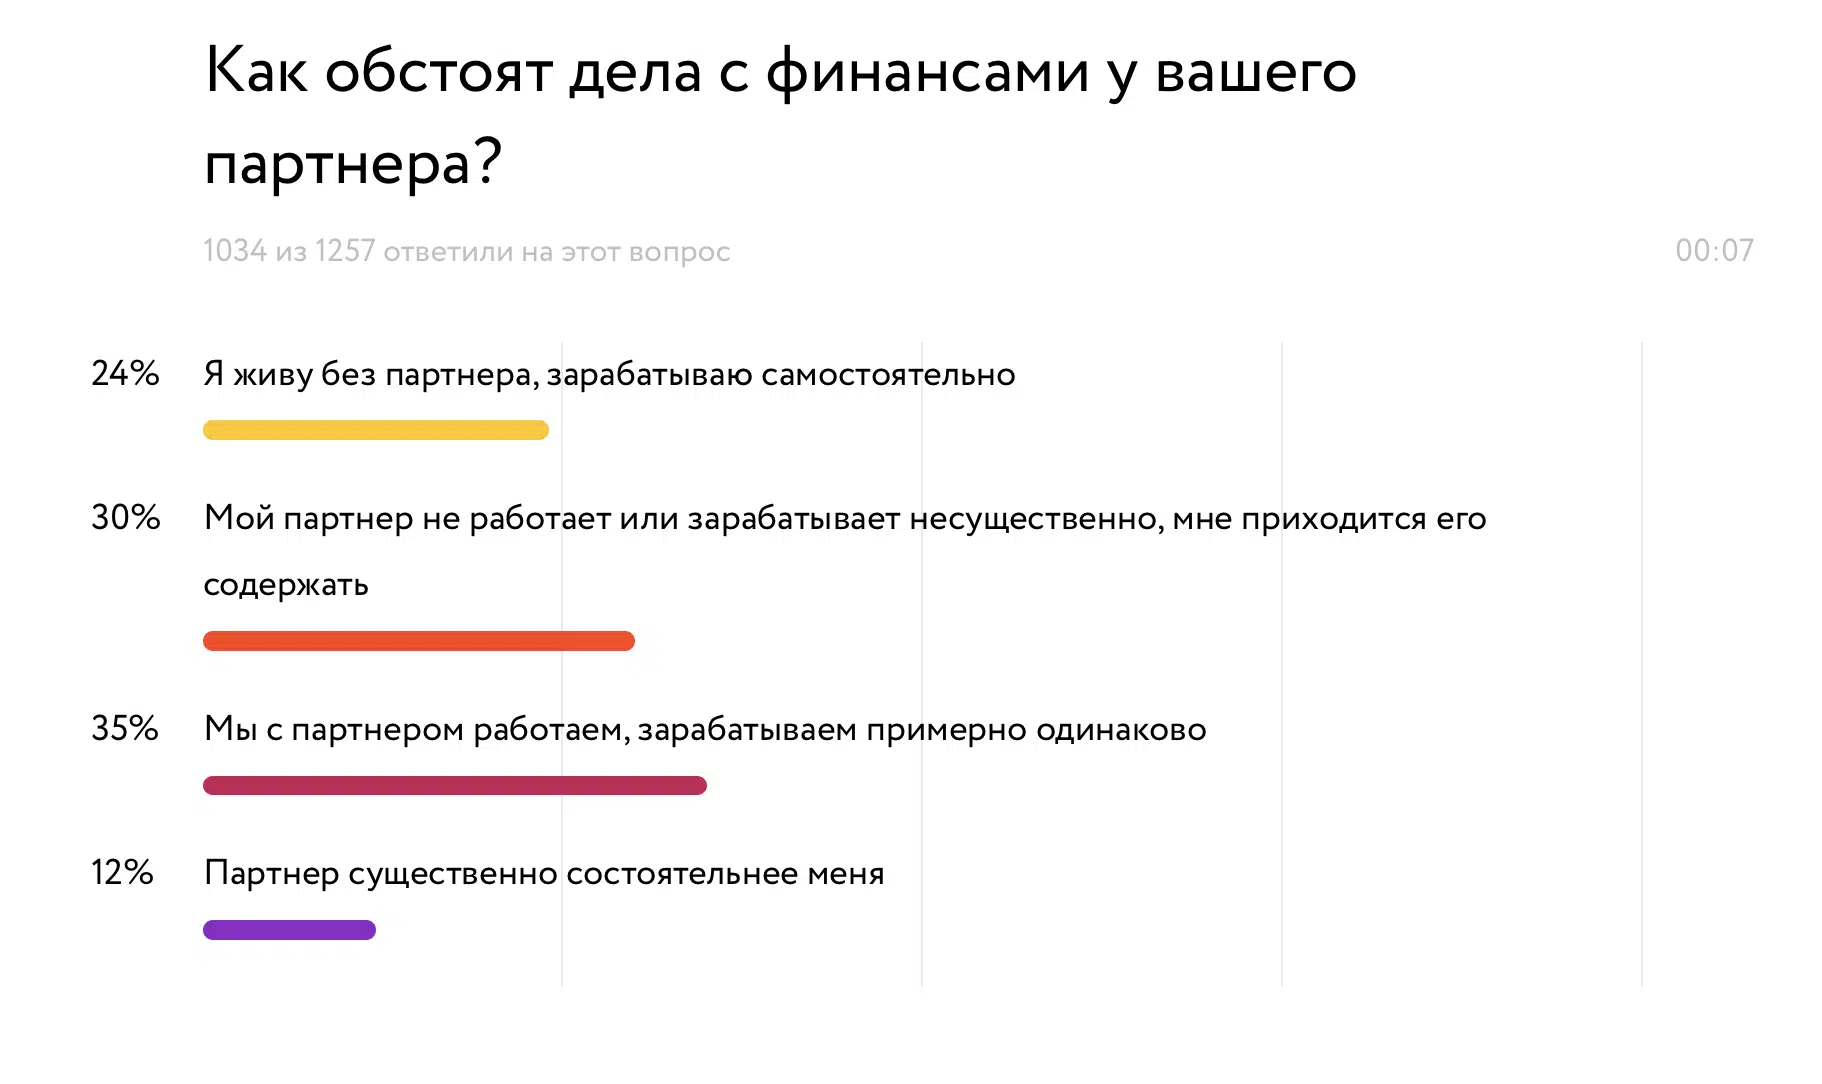 Как обстоят дела с финансами у вашего
партнера?
1034 из 1257 ответили на этот вопрос
00:07
24%
Я живу без партнера, зарабатываю самостоятельно
30%
Мой партнер не работает или зарабатывает несущественно, мне приходится его
содержать
35%
Мы с партнером работаем, зарабатываем примерно одинаково
12%
Партнер существенно состоятельнее меня